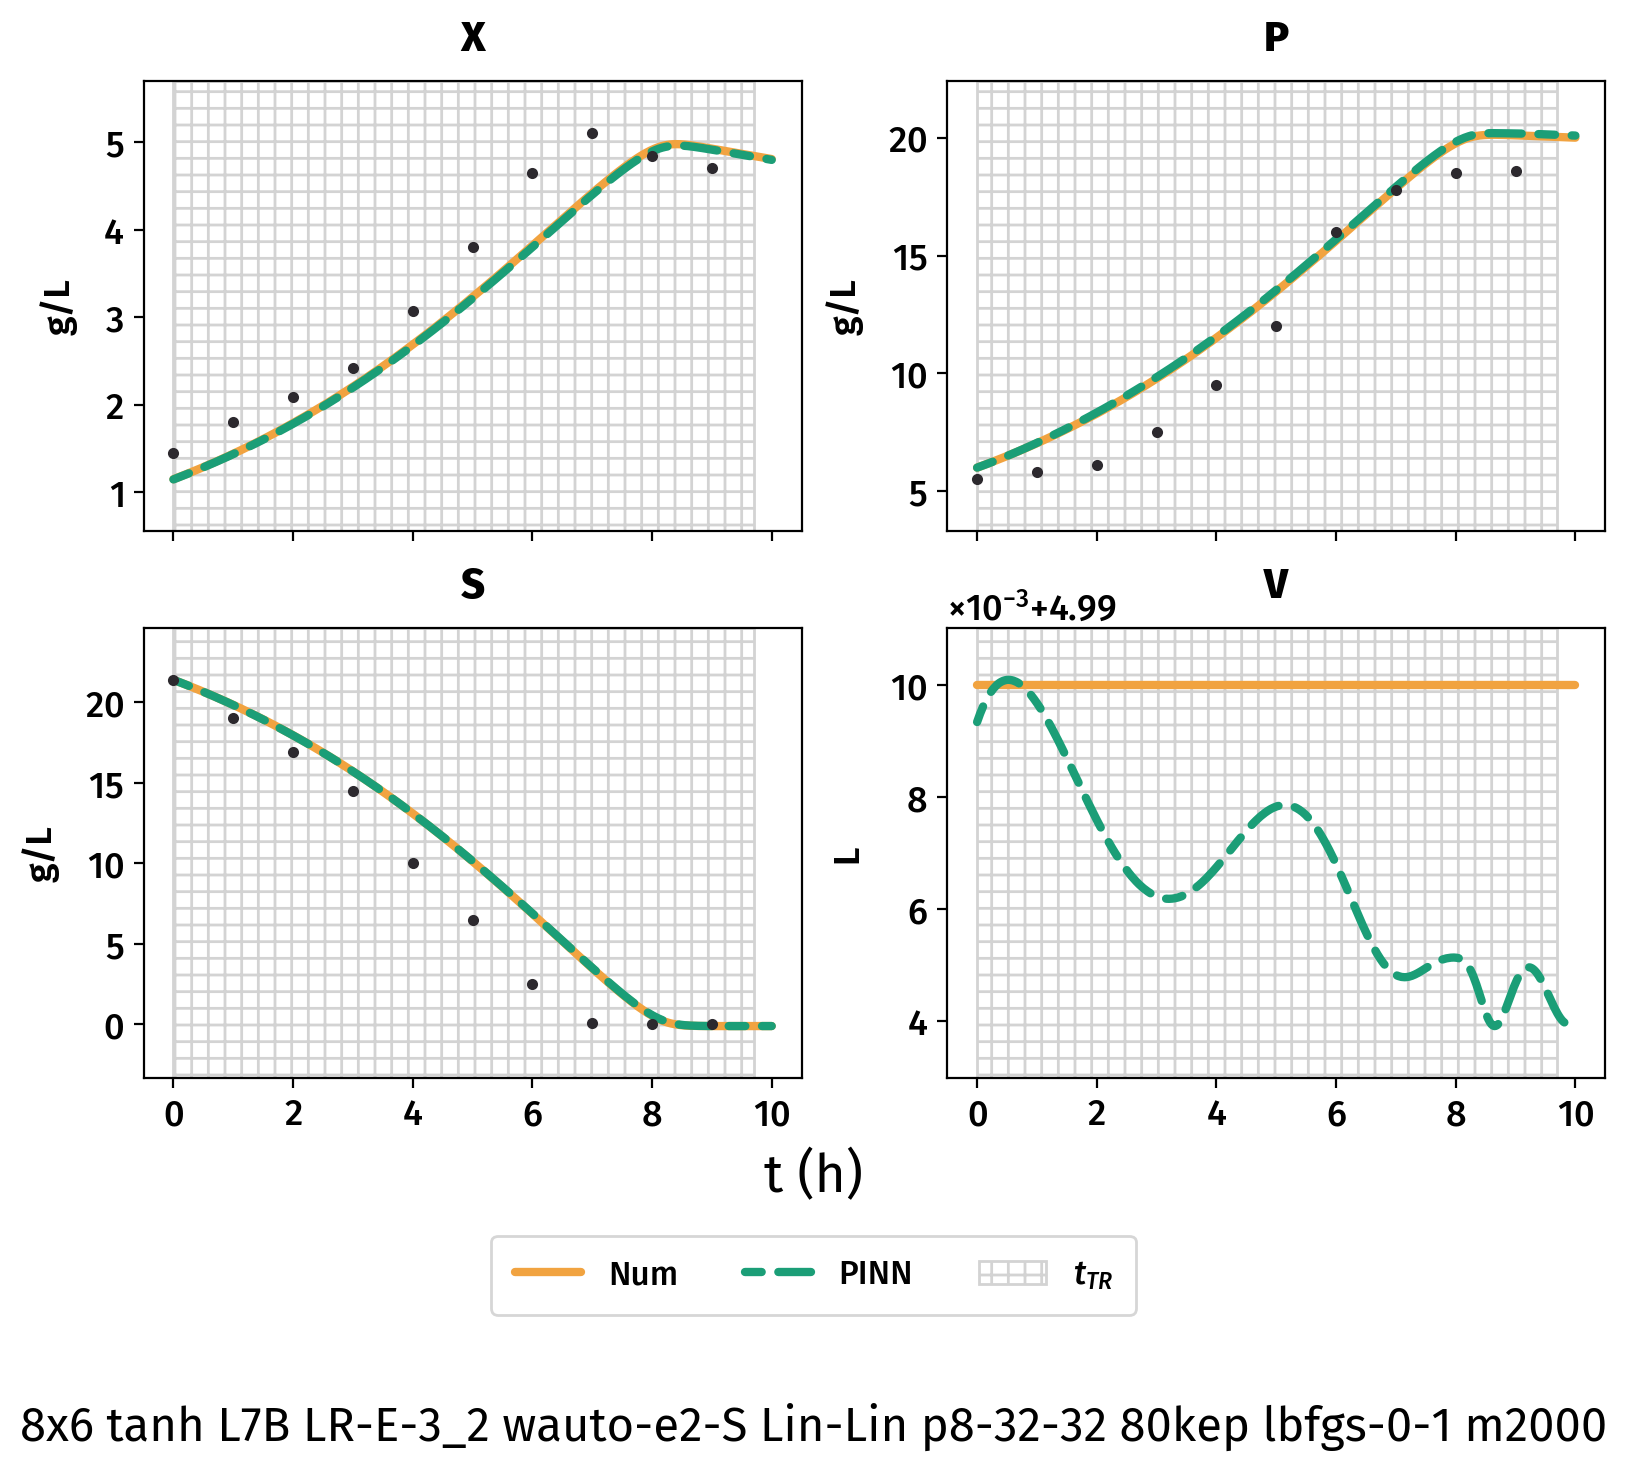 X
P
5
4
3
2
1
g/L
20
15
10
5
g/L
S
V
×10⁻³+4.99
20
15
10
5
0
g/L
10
8
6
4
L
0 2 4 6 8 10
0 2 4 6 8 10
t (h)
Num PINN t_TR
8x6 tanh L7B LR-E-3_2 wauto-e2-S Lin-Lin p8-32-32 80kep lbfgs-0-1 m2000